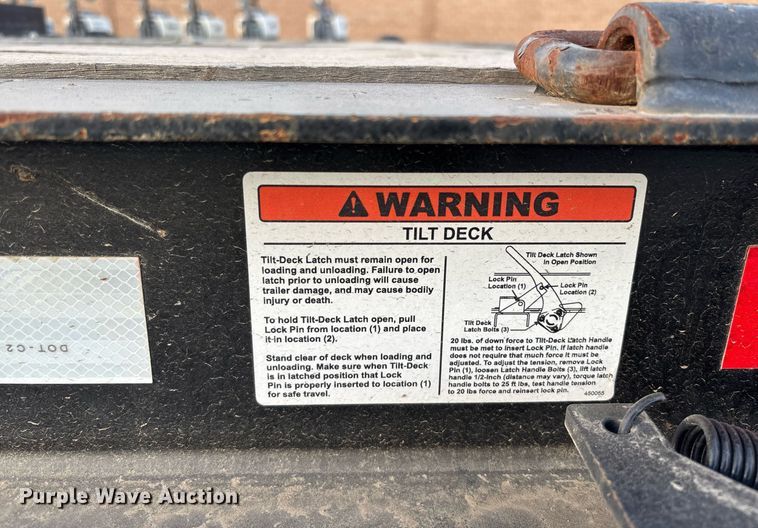 WARNING
TILT DECK
Tilt-Deck Latch must remain open for
loading and unloading. Failure to open
latch prior to unloading will cause
trailer damage, and may cause bodily
injury or death.
To hold Tilt-Deck Latch open, pull
Lock Pin from location (1) and place
it in location (2).
Stand clear of deck when loading and
unloading. Make sure when Tilt-Deck
is in latched position that Lock
Pin is properly inserted to location (1)
for safe travel.
Tilt Deck Latch Shown
in Open Position
Lock Pin
Location (1)
Lock Pin
Location (2)
Tilt Deck
Latch Bolts (3)
20 lbs. of down force to Tilt-Deck Latch Handle
must be met to insert Lock Pin. If latch handle
does not require that much force it must be
adjusted. To adjust the tension, remove Lock
Pin (1), loosen Latch Handle Bolts (3), lift latch
handle 1/2-inch (distance may vary), torque latch
handle bolts to 25 ft lbs, test handle tension
to 20 lbs force and reinsert lock pin.
450055
DOT-C2
Purple Wave Auction